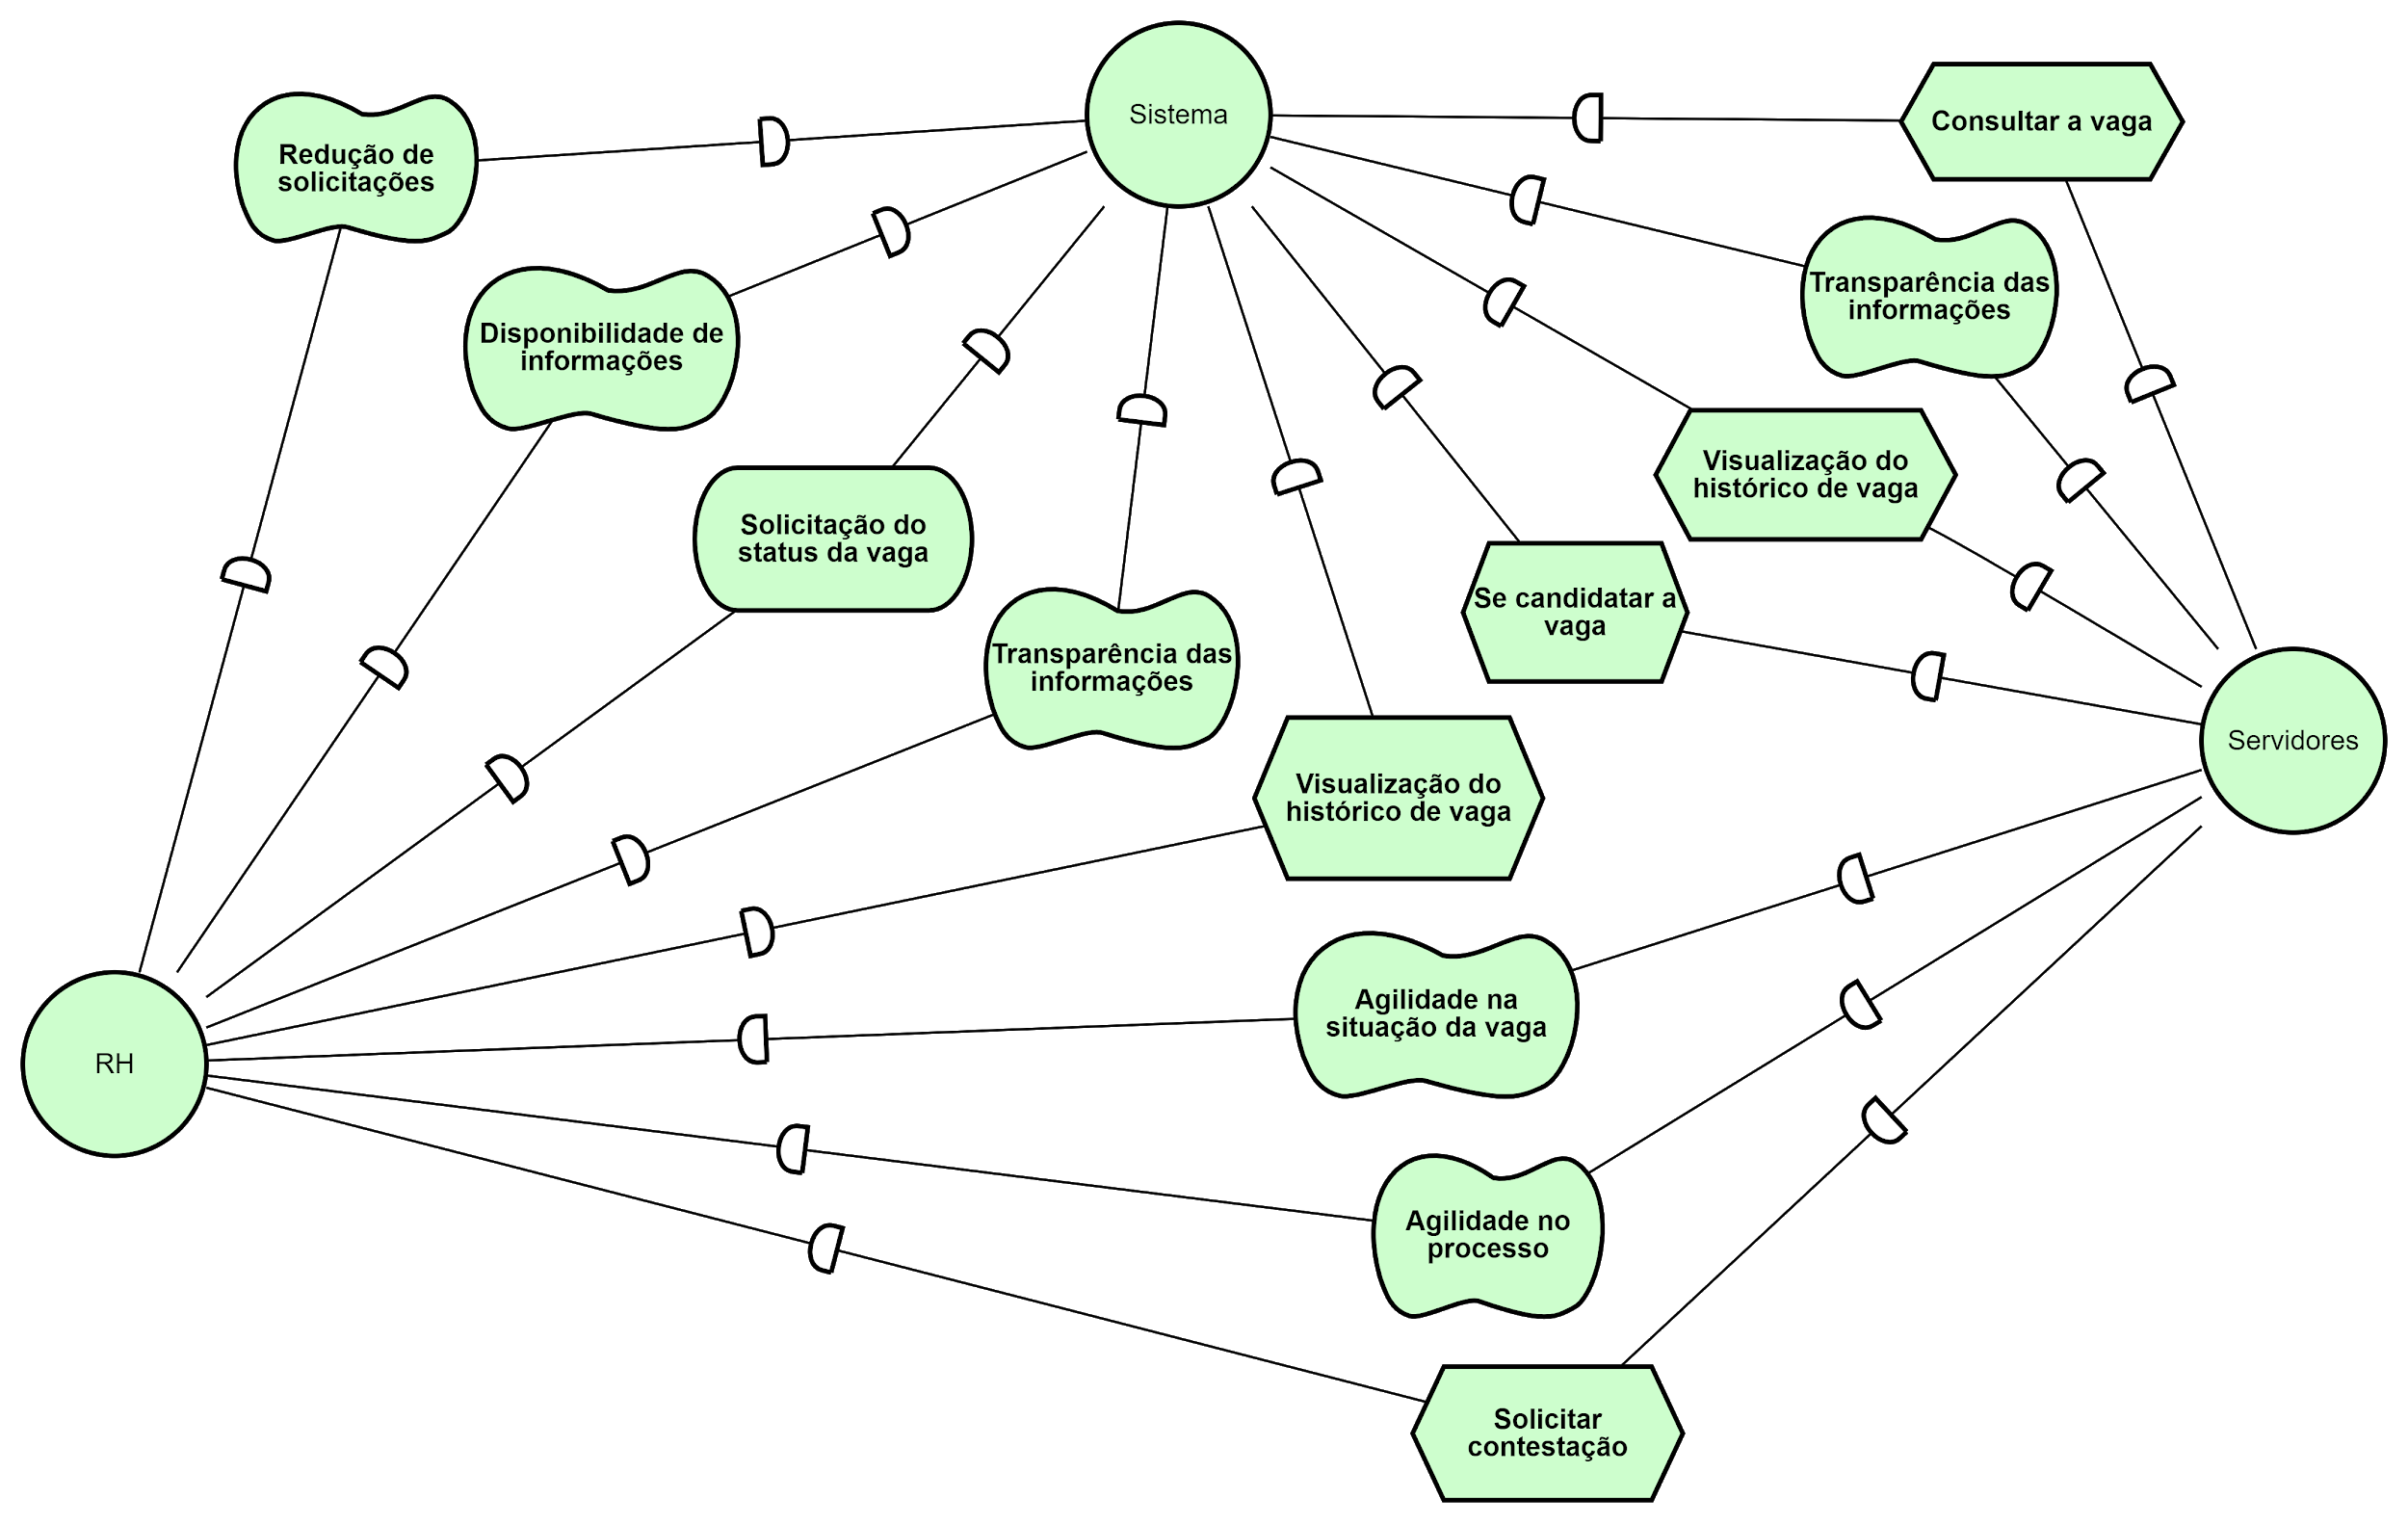 Sistema
Consultar a vaga
Redução de
solicitações
Transparência das
informações
Disponibilidade de
informações
Visualização do
histórico de vaga
Solicitação do
status da vaga
Se candidatar a
vaga
Transparência das
informações
Servidores
Visualização do
histórico de vaga
Agilidade na
situação da vaga
RH
Agilidade no
processo
Solicitar
contestação